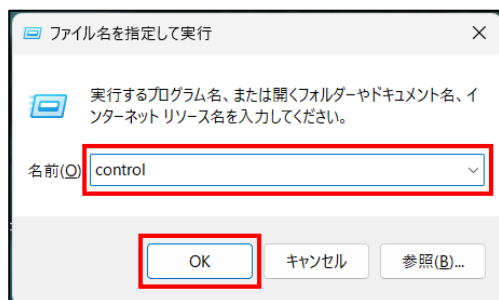 ファイル名を指定して実行
実行するプログラム名、または開くフォルダーやドキュメント名、イ
ンターネット リソース名を入力してください。
名前(O) control
OK キャンセル 参照(B)...